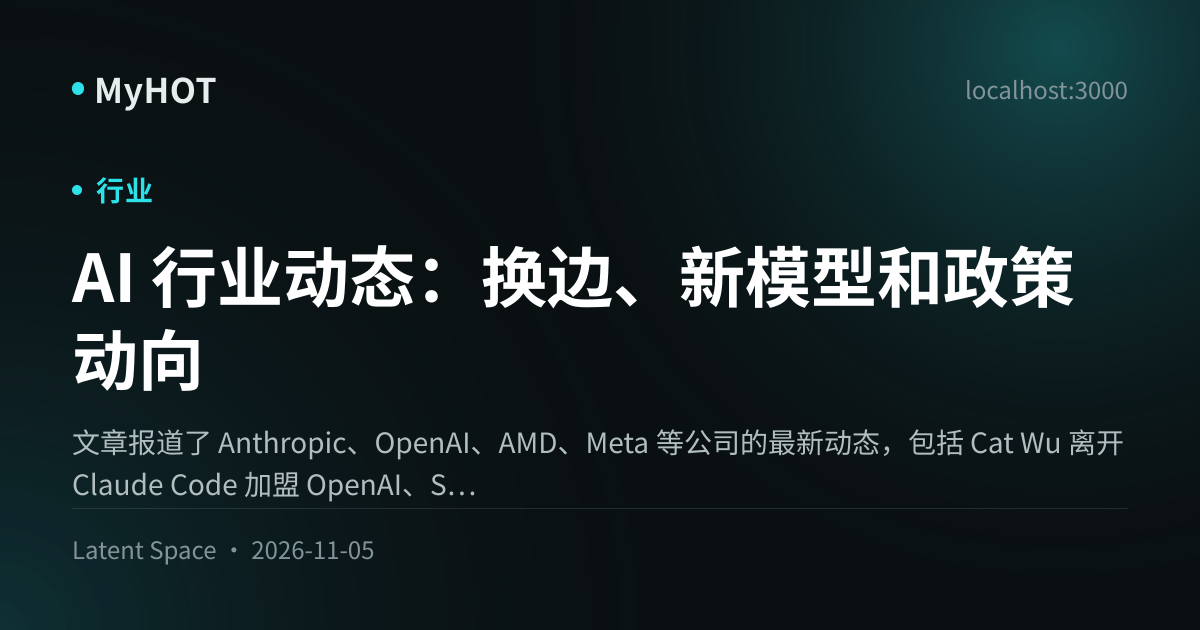 MyHOT
localhost:3000
行业
AI 行业动态：换边、新模型和政策
动向
文章报道了 Anthropic、OpenAI、AMD、Meta 等公司的最新动态，包括 Cat Wu 离开
Claude Code 加盟 OpenAI、S…
Latent Space · 2026-11-05